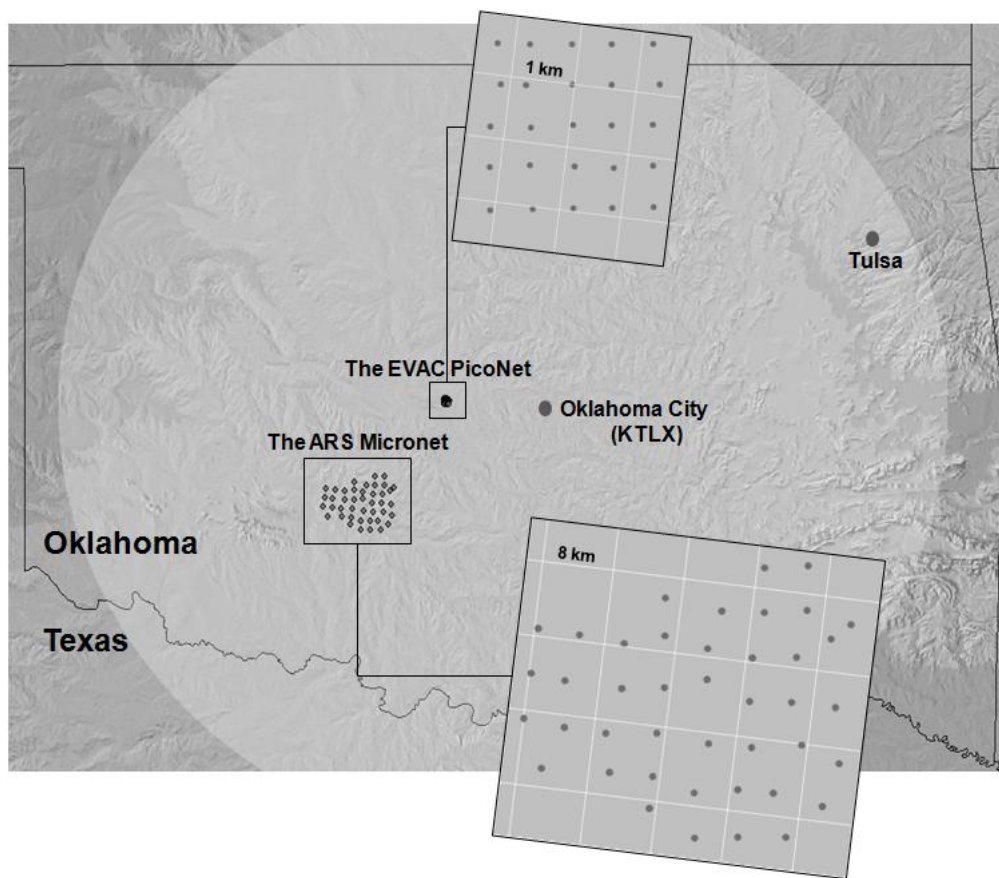 1 km
Tulsa
The EVAC PicoNet
Oklahoma City
(KTLX)
The ARS Micronet
Oklahoma
8 km
Texas